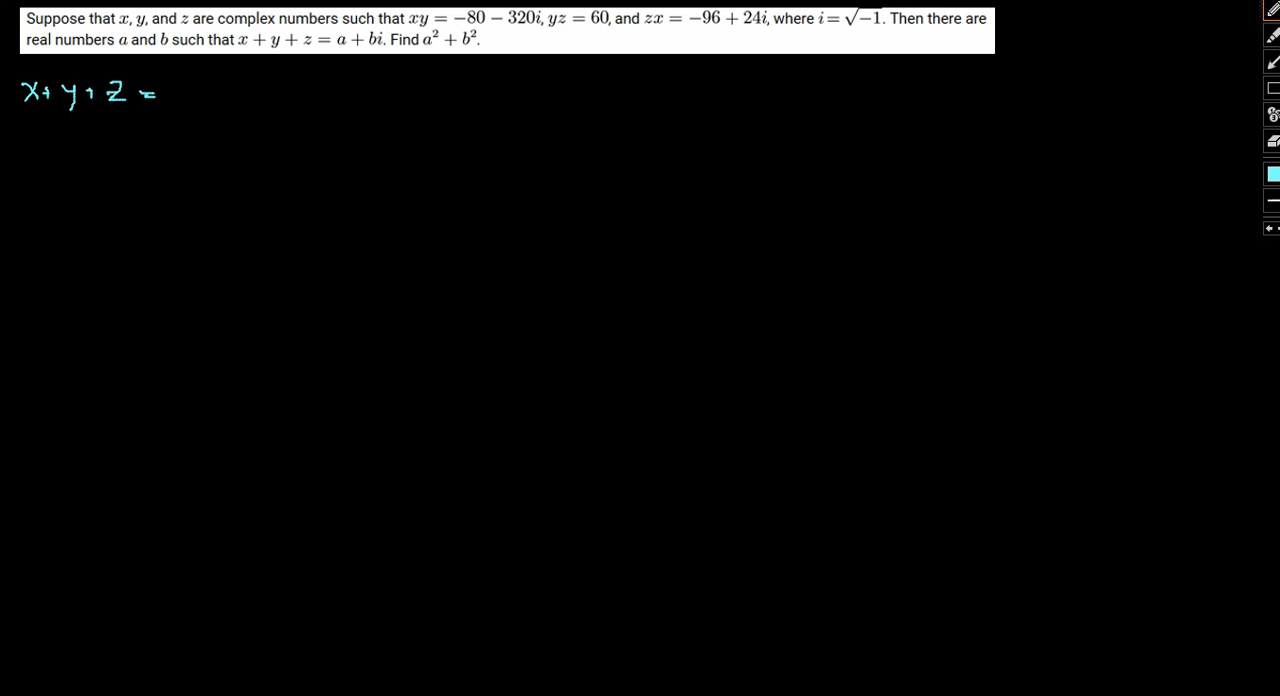 Suppose that x, y, and z are complex numbers such that xy = −80 − 320i, yz = 60, and zx = −96 + 24i, where i = √−1. Then there are
real numbers a and b such that x + y + z = a + bi. Find a² + b².
x + y + z =